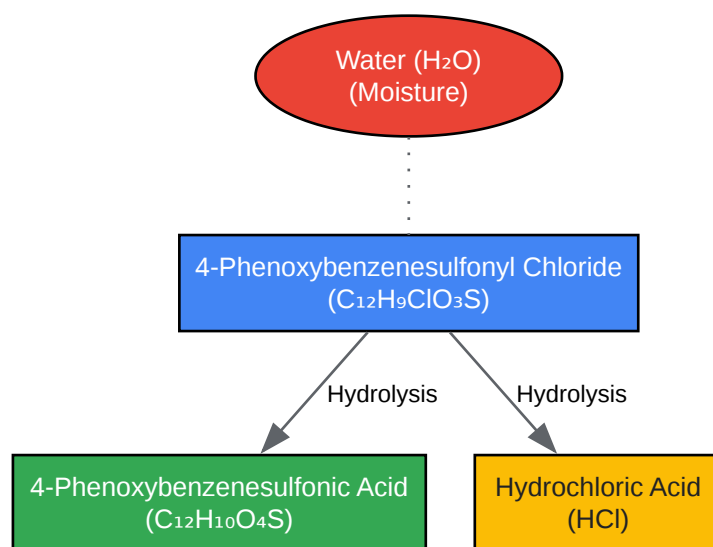 Water (H₂O)
(Moisture)
4-Phenoxybenzenesulfonyl Chloride
(C₁₂H₉ClO₃S)
Hydrolysis
Hydrolysis
4-Phenoxybenzenesulfonic Acid
(C₁₂H₁₀O₄S)
Hydrochloric Acid
(HCl)